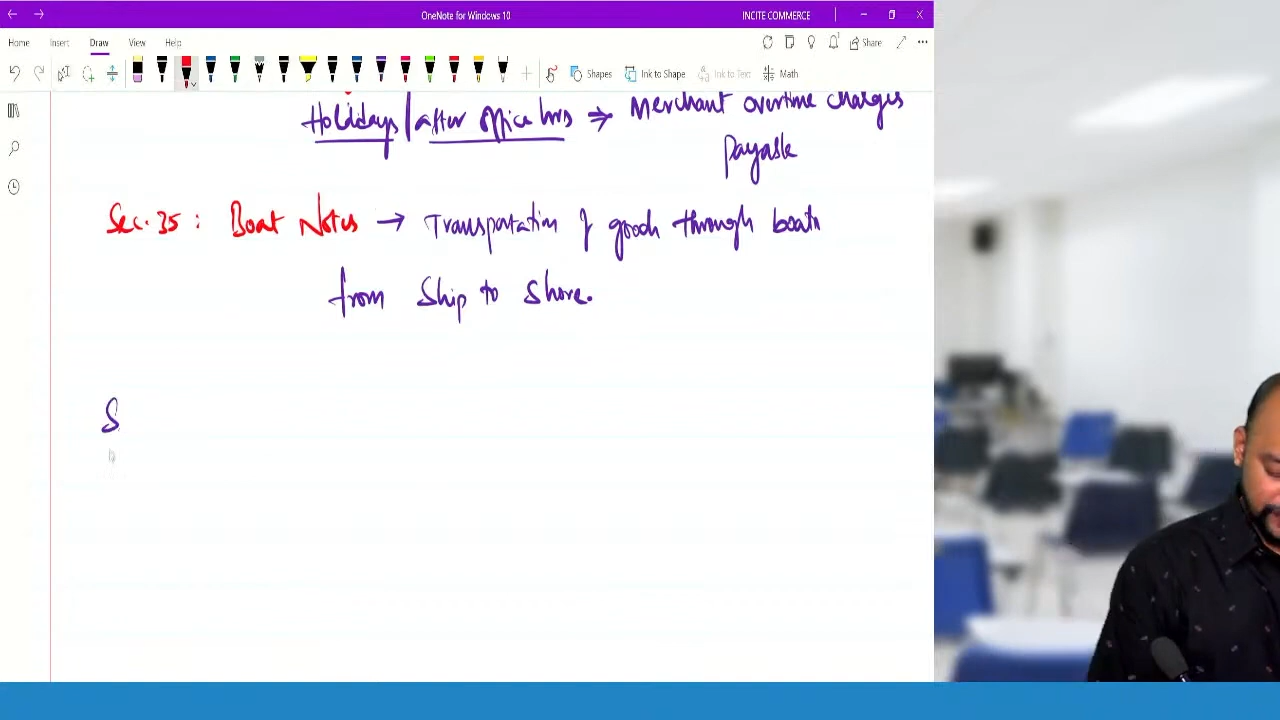 OneNote for Windows 10
INCITE COMMERCE
Home Insert Draw View Help
Share
Shapes Ink to Shape Ink to Text Math
Holidays/after office hrs ⇒ Merchant overtime charges
payable
Sec. 35 : Boat Notes → Transportation of goods through boats
from Ship to Shore.
S